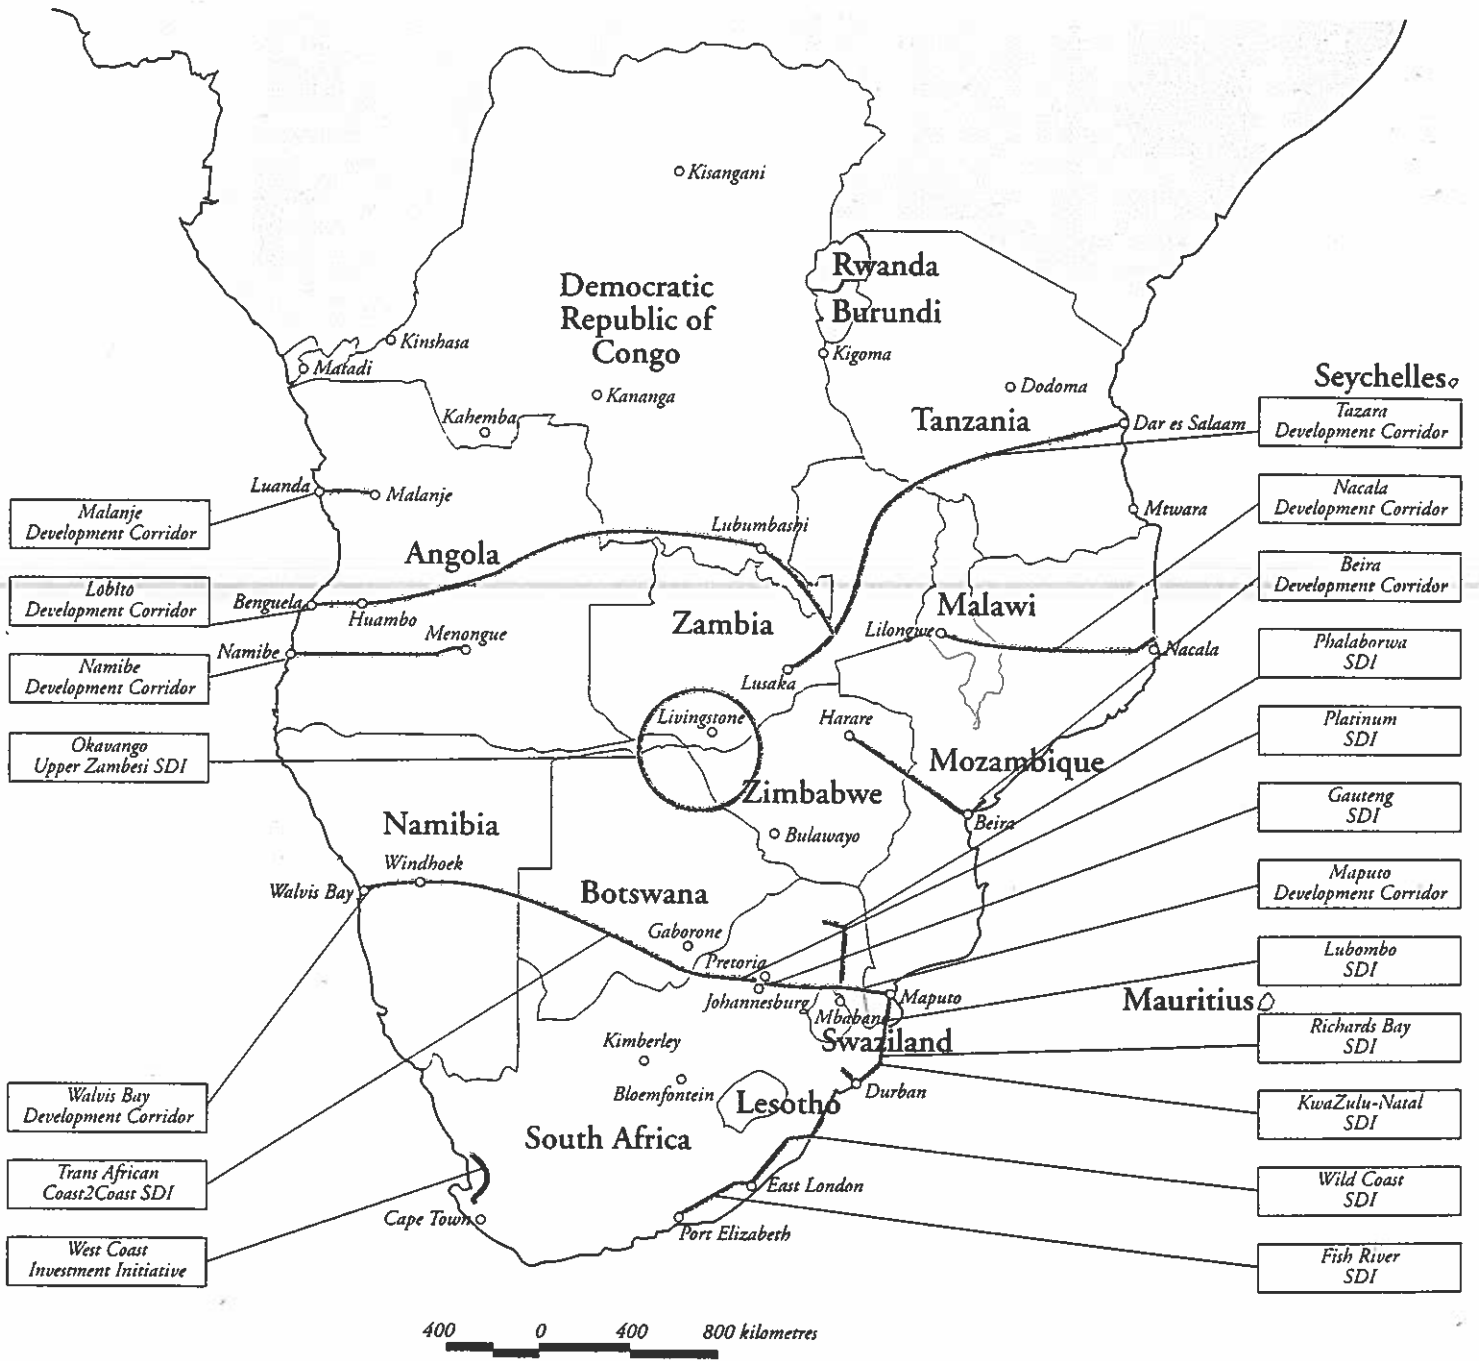 Kisangani
Rwanda
Democratic
Republic of
Congo
Burundi
Kinshasa
Kigoma
Matadi
Seychelles
Dodoma
Kananga
Kahemba
Tanzania
Dar es Salaam
Tazara
Development Corridor
Luanda
Malanje
Malanje
Development Corridor
Nacala
Development Corridor
Mtwara
Lubumbashi
Angola
Beira
Development Corridor
Lobito
Development Corridor
Benguela
Huambo
Menongue
Zambia
Malawi
Lilongwe
Nacala
Namibe
Namibe
Development Corridor
Phalaborwa
SDI
Lusaka
Livingstone
Harare
Platinum
SDI
Okavango
Upper Zambesi SDI
Mozambique
Zimbabwe
Gauteng
SDI
Namibia
Beira
Bulawayo
Windhoek
Walvis Bay
Botswana
Maputo
Development Corridor
Gaborone
Pretoria
Johannesburg
Maputo
Mbabane
Lubombo
SDI
Mauritius
Swaziland
Richards Bay
SDI
Kimberley
Bloemfontein
Lesotho
Durban
Walvis Bay
Development Corridor
KwaZulu-Natal
SDI
South Africa
Trans African
Coast2Coast SDI
East London
Wild Coast
SDI
Cape Town
Port Elizabeth
West Coast
Investment Initiative
Fish River
SDI
400 0 400 800 kilometres